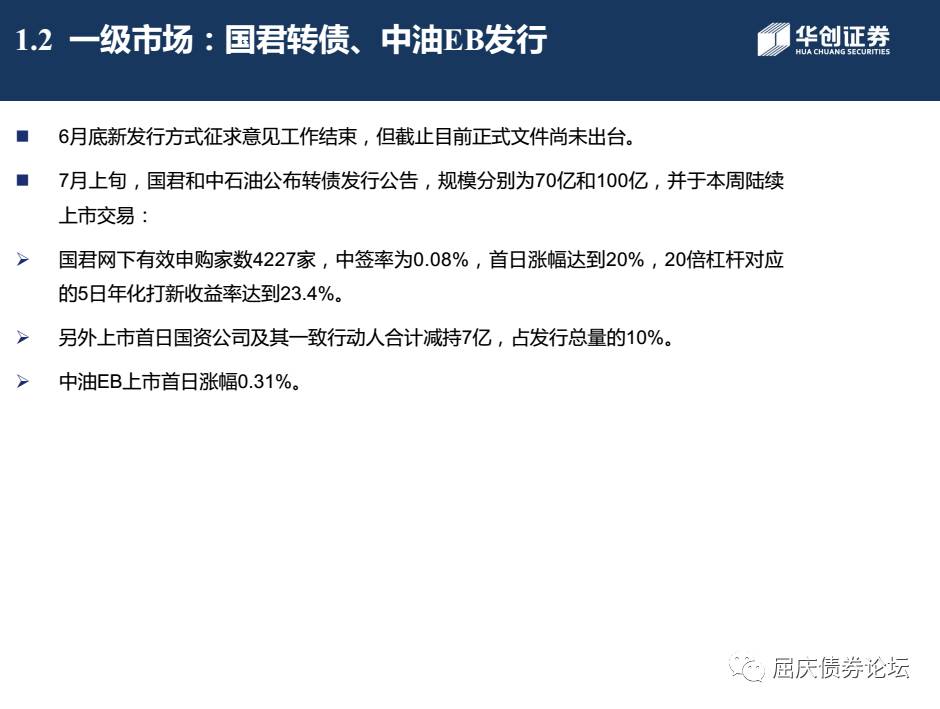 1.2 一级市场：国君转债、中油EB发行
华创证券
HUA CHUANG SECURITIES
6月底新发行方式征求意见工作结束，但截止目前正式文件尚未出台。
7月上旬，国君和中石油公布转债发行公告，规模分别为70亿和100亿，并于本周陆续
上市交易：
国君网下有效申购家数4227家，中签率为0.08%，首日涨幅达到20%，20倍杠杆对应
的5日年化打新收益率达到23.4%。
另外上市首日国资公司及其一致行动人合计减持7亿，占发行总量的10%。
中油EB上市首日涨幅0.31%。
屈庆债券论坛